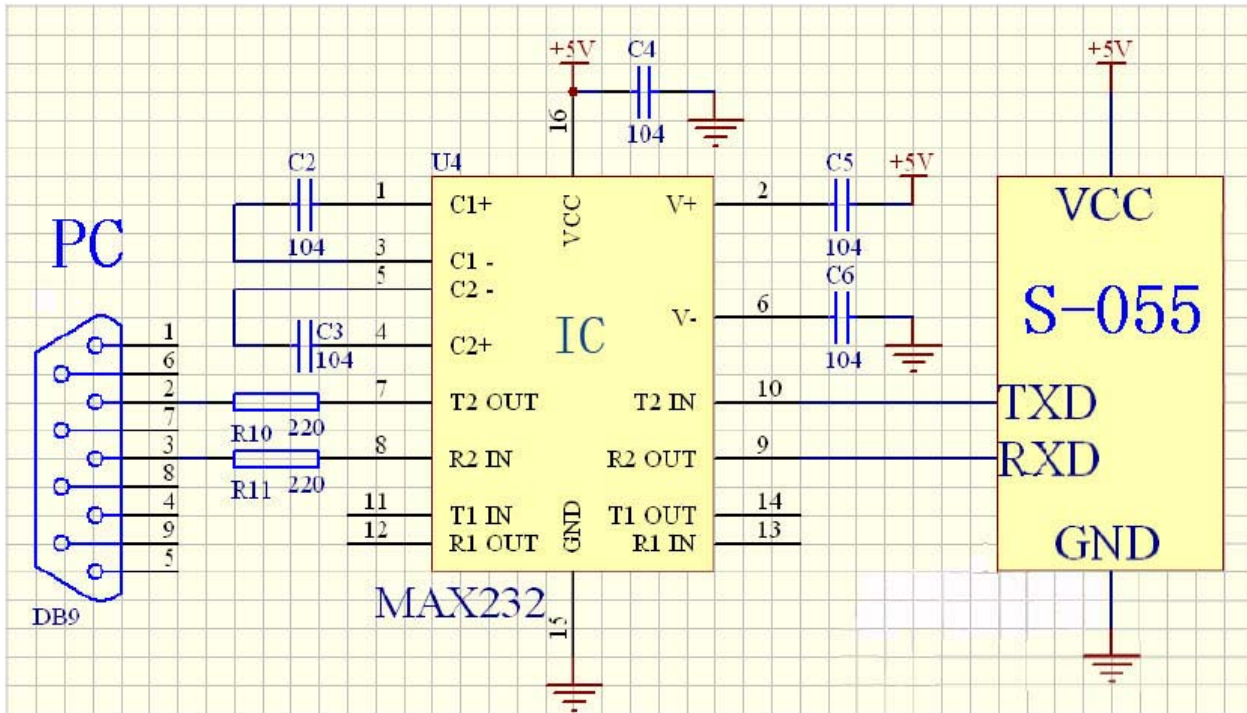 +5V
C4
+5V
16
104
C2
U4
C5
+5V
1
C1+
VCC
V+
2
VCC
PC
104
3
C1 -
104
5
C2 -
C6
S-055
V-
6
1
C3
4
C2+
IC
104
104
6
2
7
T2 OUT
T2 IN
10
TXD
7
R10
220
3
8
R2 IN
R2 OUT
9
RXD
8
R11
220
4
11
T1 IN
GND
T1 OUT
14
9
12
R1 OUT
R1 IN
13
GND
5
DB9
MAX232
15